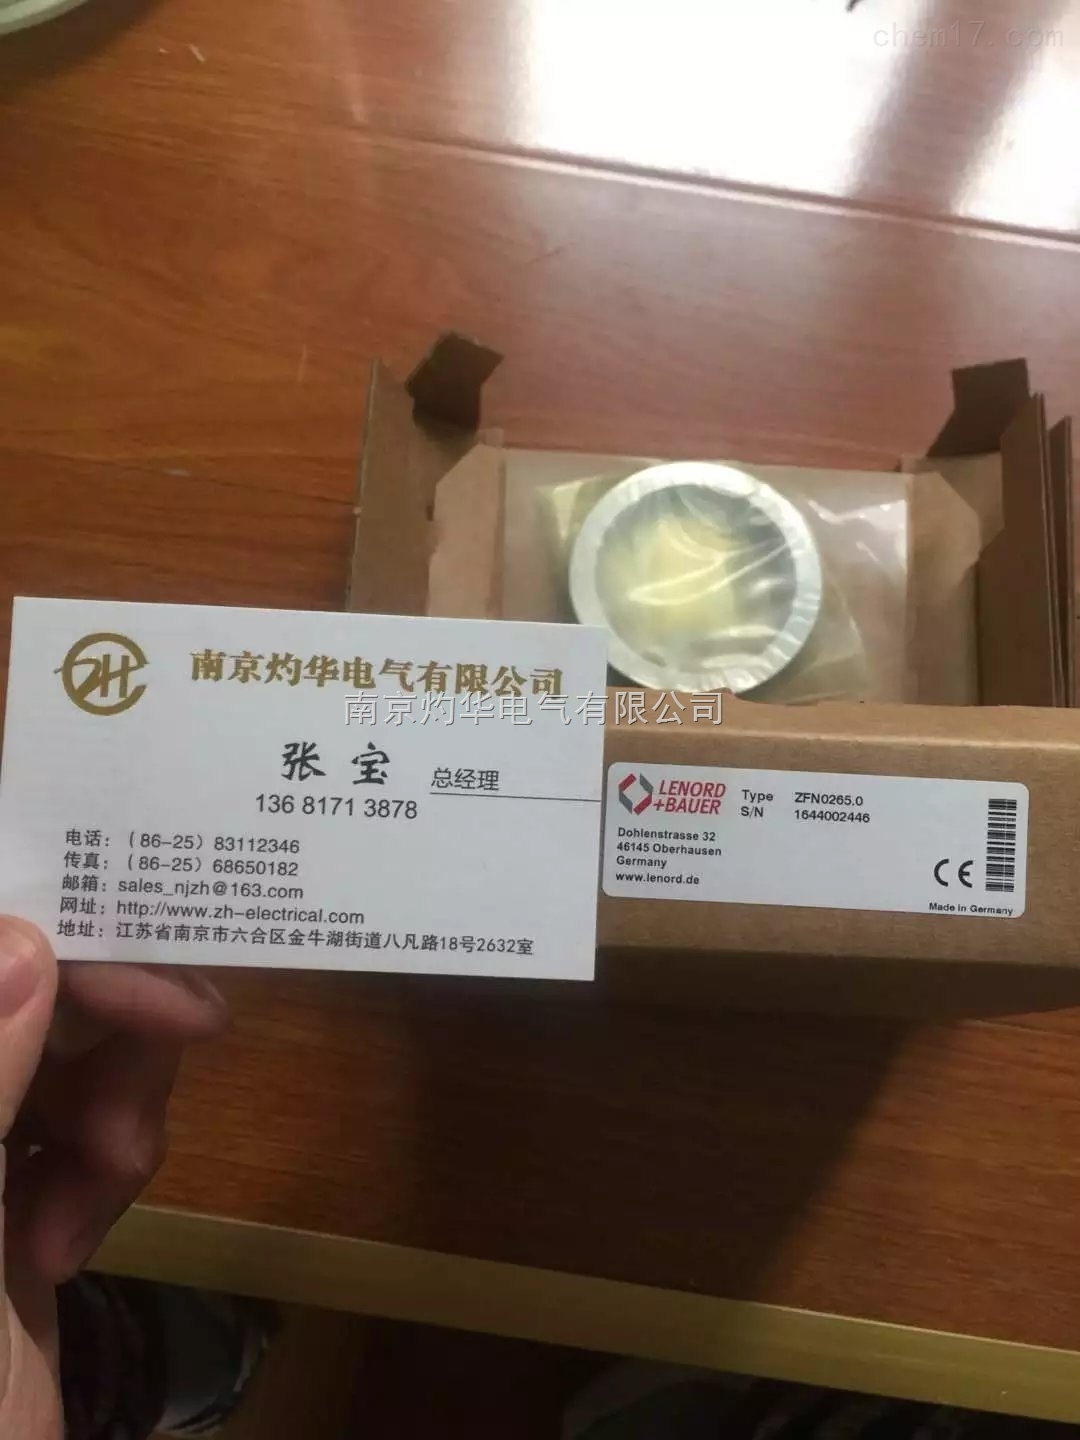 chem17.com
ZH
南京灼华电气有限公司
南京灼华电气有限公司
张 宝 总经理
136 8171 3878
电话：（86-25）83112346
传真：（86-25）68650182
邮箱：sales_njzh@163.com
网址：http://www.zh-electrical.com
地址：江苏省南京市六合区金牛湖街道八凡路18号2632室
LENORD
+BAUER
Type ZFN0265.0
S/N 1644002446
Dohlenstrasse 32
46145 Oberhausen
Germany
www.lenord.de
CE
Made in Germany